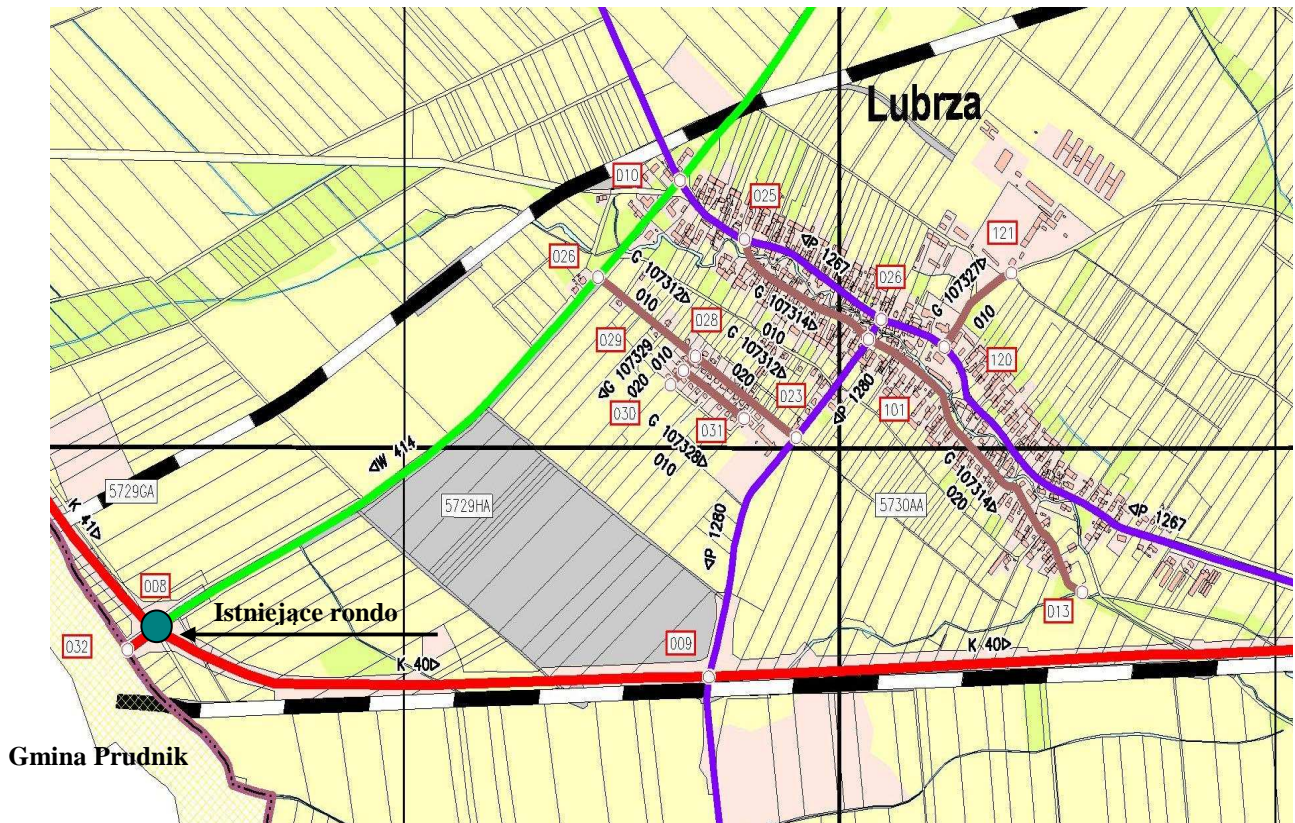 Lubrza
010
025
121
026
◁P 1267
G 107327▷
010
026
G 107312▷
010
G 107314▷
010
029
028
G 107312▷
020
120
◁G 107329
020 010
030
023
◁P 1280
101
031
G 107328▷
010
◁W 414
G 107314▷
020
5729GA
5729HA
5730AA
K 41▷
◁P 1280
◁P 1267
008
Istniejące rondo
013
032
009
K 40▷
K 40▷
Gmina Prudnik